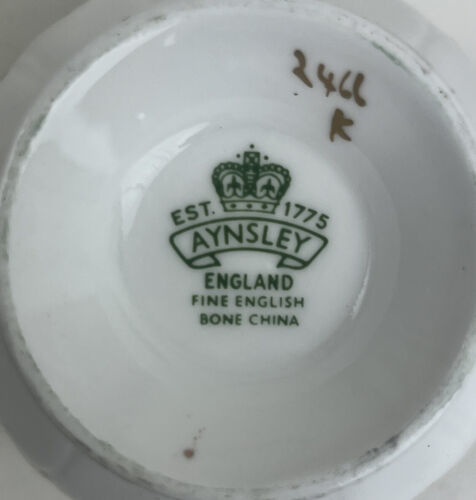 2466
K
EST. 1775
AYNSLEY
ENGLAND
FINE ENGLISH
BONE CHINA